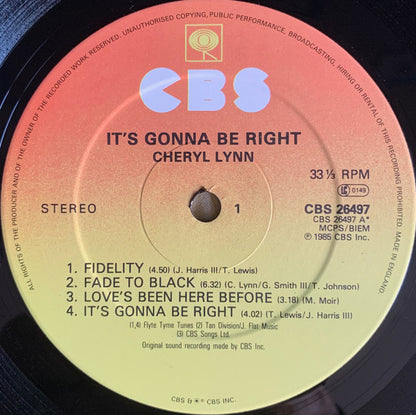 ALL RIGHTS OF THE PRODUCER AND OF THE OWNER OF THE RECORDED WORK RESERVED. UNAUTHORISED COPYING, PUBLIC PERFORMANCE, BROADCASTING, HIRING OR RENTAL OF THIS RECORDING PROHIBITED. MADE IN ENGLAND.
CBS
IT'S GONNA BE RIGHT
CHERYL LYNN
33⅓ RPM
LC 0149
STEREO
1
CBS 26497
CBS 26497 A*
MCPS/BIEM
℗ 1985 CBS Inc.
1. FIDELITY (4.50) (J. Harris III/T. Lewis)
2. FADE TO BLACK (6.32) (C. Lynn/G. Smith III/T. Johnson)
3. LOVE'S BEEN HERE BEFORE (3.18) (M. Moir)
4. IT'S GONNA BE RIGHT (4.02) (T. Lewis/J. Harris III)
(1,4) Flyte Tyme Tunes (2) Tan Division/J. Flat Music
(3) CBS Songs Ltd.
Original sound recording made by CBS Inc.
CBS & ® CBS INC.